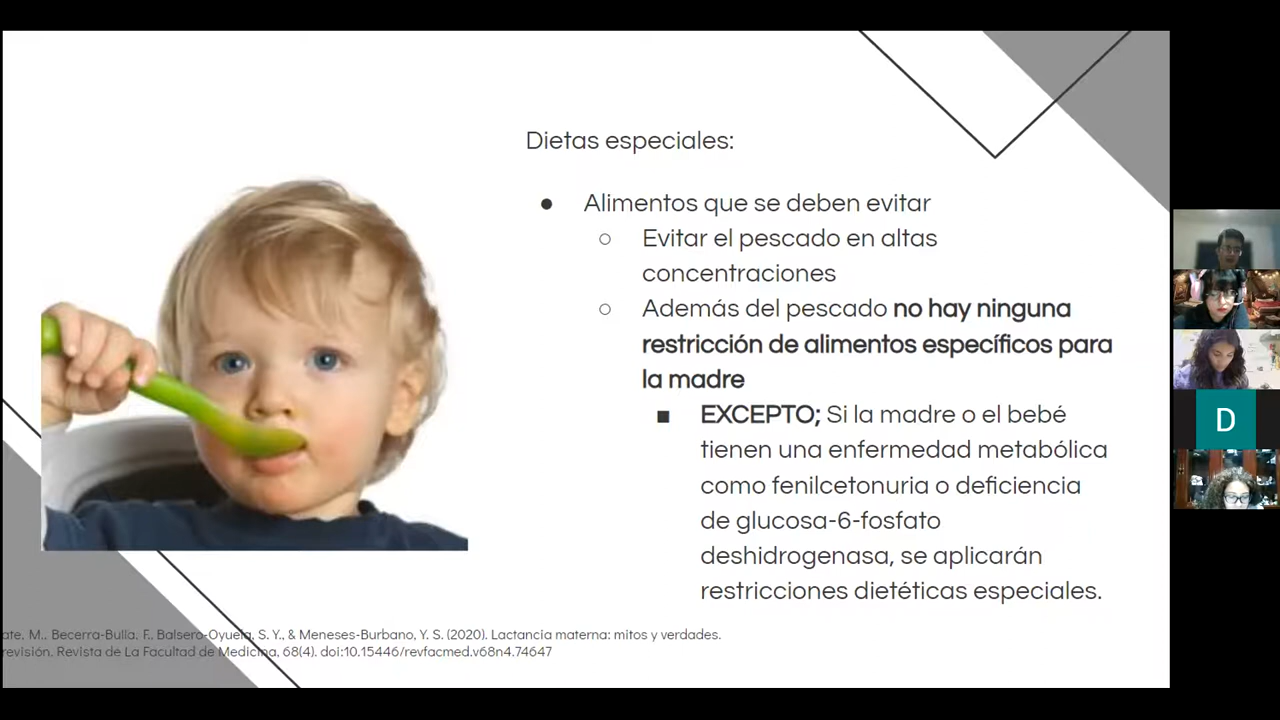 Dietas especiales:
● Alimentos que se deben evitar
○ Evitar el pescado en altas
concentraciones
○ Además del pescado no hay ninguna
restricción de alimentos específicos para
la madre
■ EXCEPTO; Si la madre o el bebé
tienen una enfermedad metabólica
como fenilcetonuria o deficiencia
de glucosa-6-fosfato
deshidrogenasa, se aplicarán
restricciones dietéticas especiales.
ate, M., Becerra-Bulla, F., Balsero-Oyuela, S. Y., & Meneses-Burbano, Y. S. (2020). Lactancia materna: mitos y verdades.
revisión. Revista de La Facultad de Medicina, 68(4). doi:10.15446/revfacmed.v68n4.74647
D